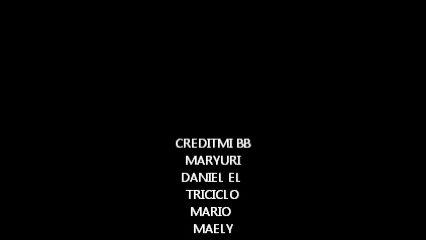 CREDITMI BB
MARYURI
DANIEL EL
TRICICLO
MARIO
MAELY